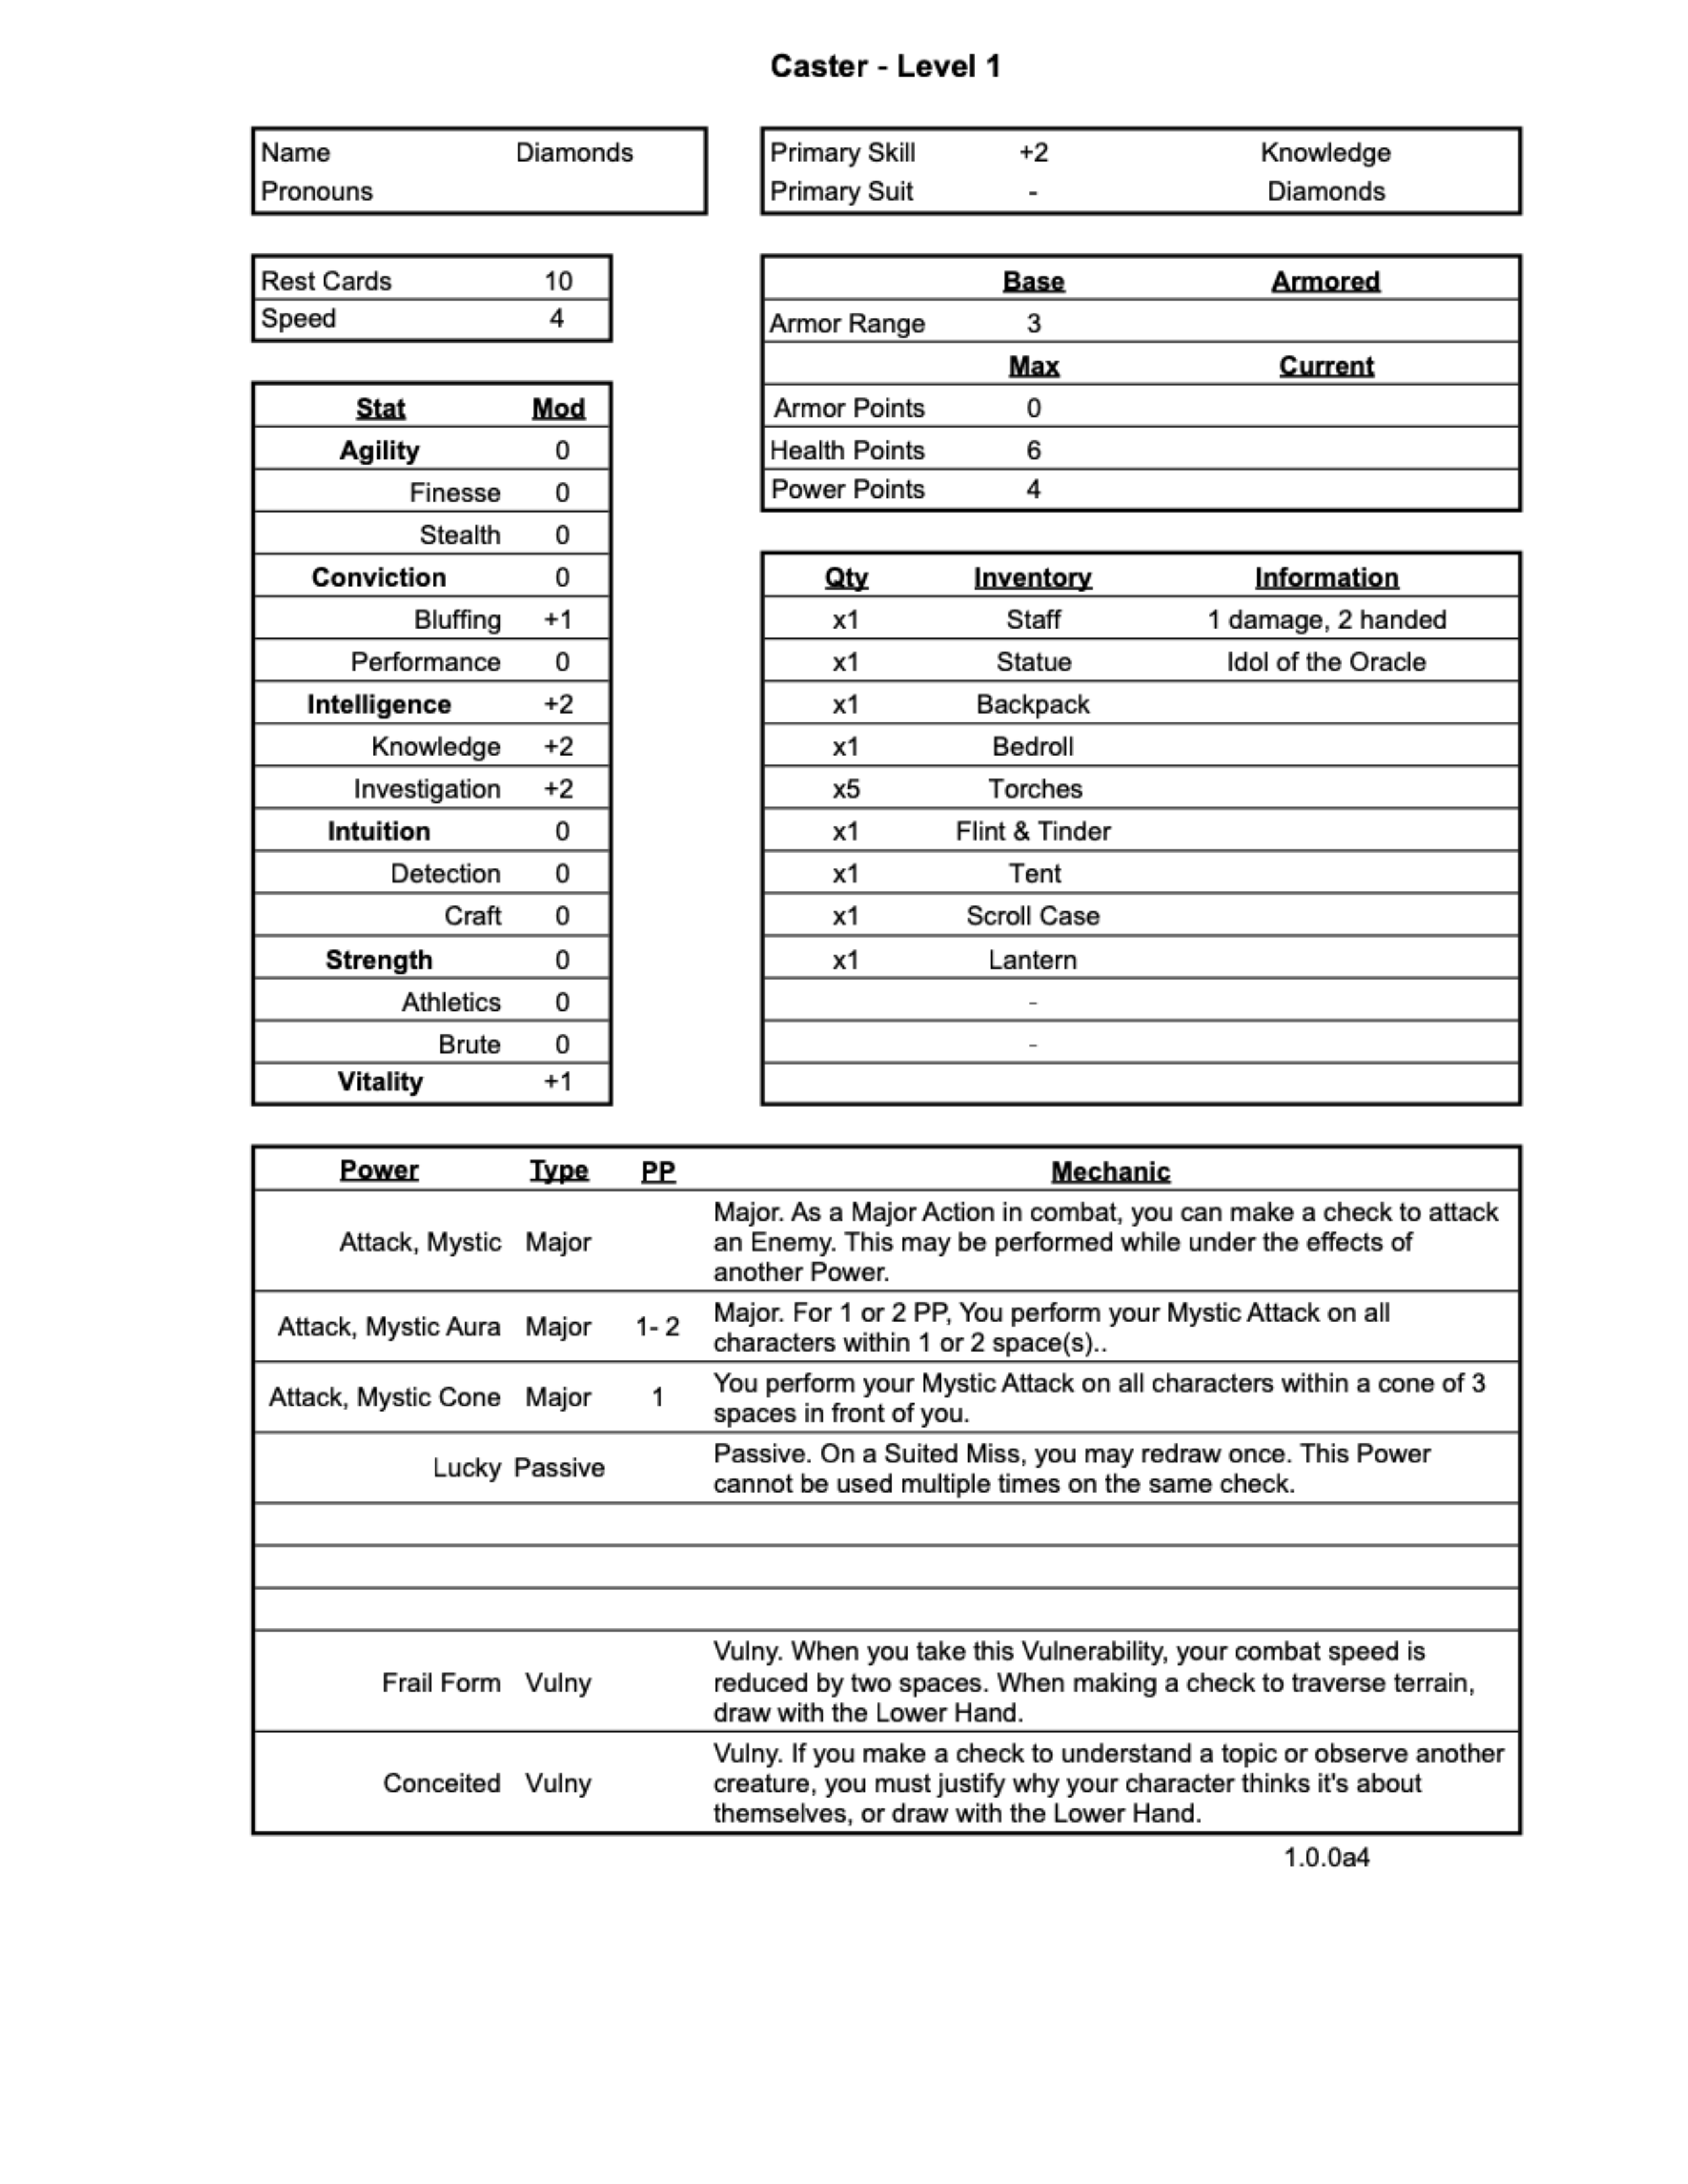 Caster - Level 1
Name Diamonds
Pronouns
Primary Skill +2 Knowledge
Primary Suit - Diamonds
Rest Cards 10
Speed 4
Base Armored
Armor Range 3
Max Current
Armor Points 0
Health Points 6
Power Points 4
Stat Mod
Agility 0
Finesse 0
Stealth 0
Conviction 0
Bluffing +1
Performance 0
Intelligence +2
Knowledge +2
Investigation +2
Intuition 0
Detection 0
Craft 0
Strength 0
Athletics 0
Brute 0
Vitality +1
Qty Inventory Information
x1 Staff 1 damage, 2 handed
x1 Statue Idol of the Oracle
x1 Backpack
x1 Bedroll
x5 Torches
x1 Flint & Tinder
x1 Tent
x1 Scroll Case
x1 Lantern
-
-
Power Type PP Mechanic
Attack, Mystic Major Major. As a Major Action in combat, you can make a check to attack
an Enemy. This may be performed while under the effects of
another Power.
Attack, Mystic Aura Major 1- 2 Major. For 1 or 2 PP, You perform your Mystic Attack on all
characters within 1 or 2 space(s)..
Attack, Mystic Cone Major 1 You perform your Mystic Attack on all characters within a cone of 3
spaces in front of you.
Lucky Passive Passive. On a Suited Miss, you may redraw once. This Power
cannot be used multiple times on the same check.
Frail Form Vulny Vulny. When you take this Vulnerability, your combat speed is
reduced by two spaces. When making a check to traverse terrain,
draw with the Lower Hand.
Conceited Vulny Vulny. If you make a check to understand a topic or observe another
creature, you must justify why your character thinks it's about
themselves, or draw with the Lower Hand.
1.0.0a4